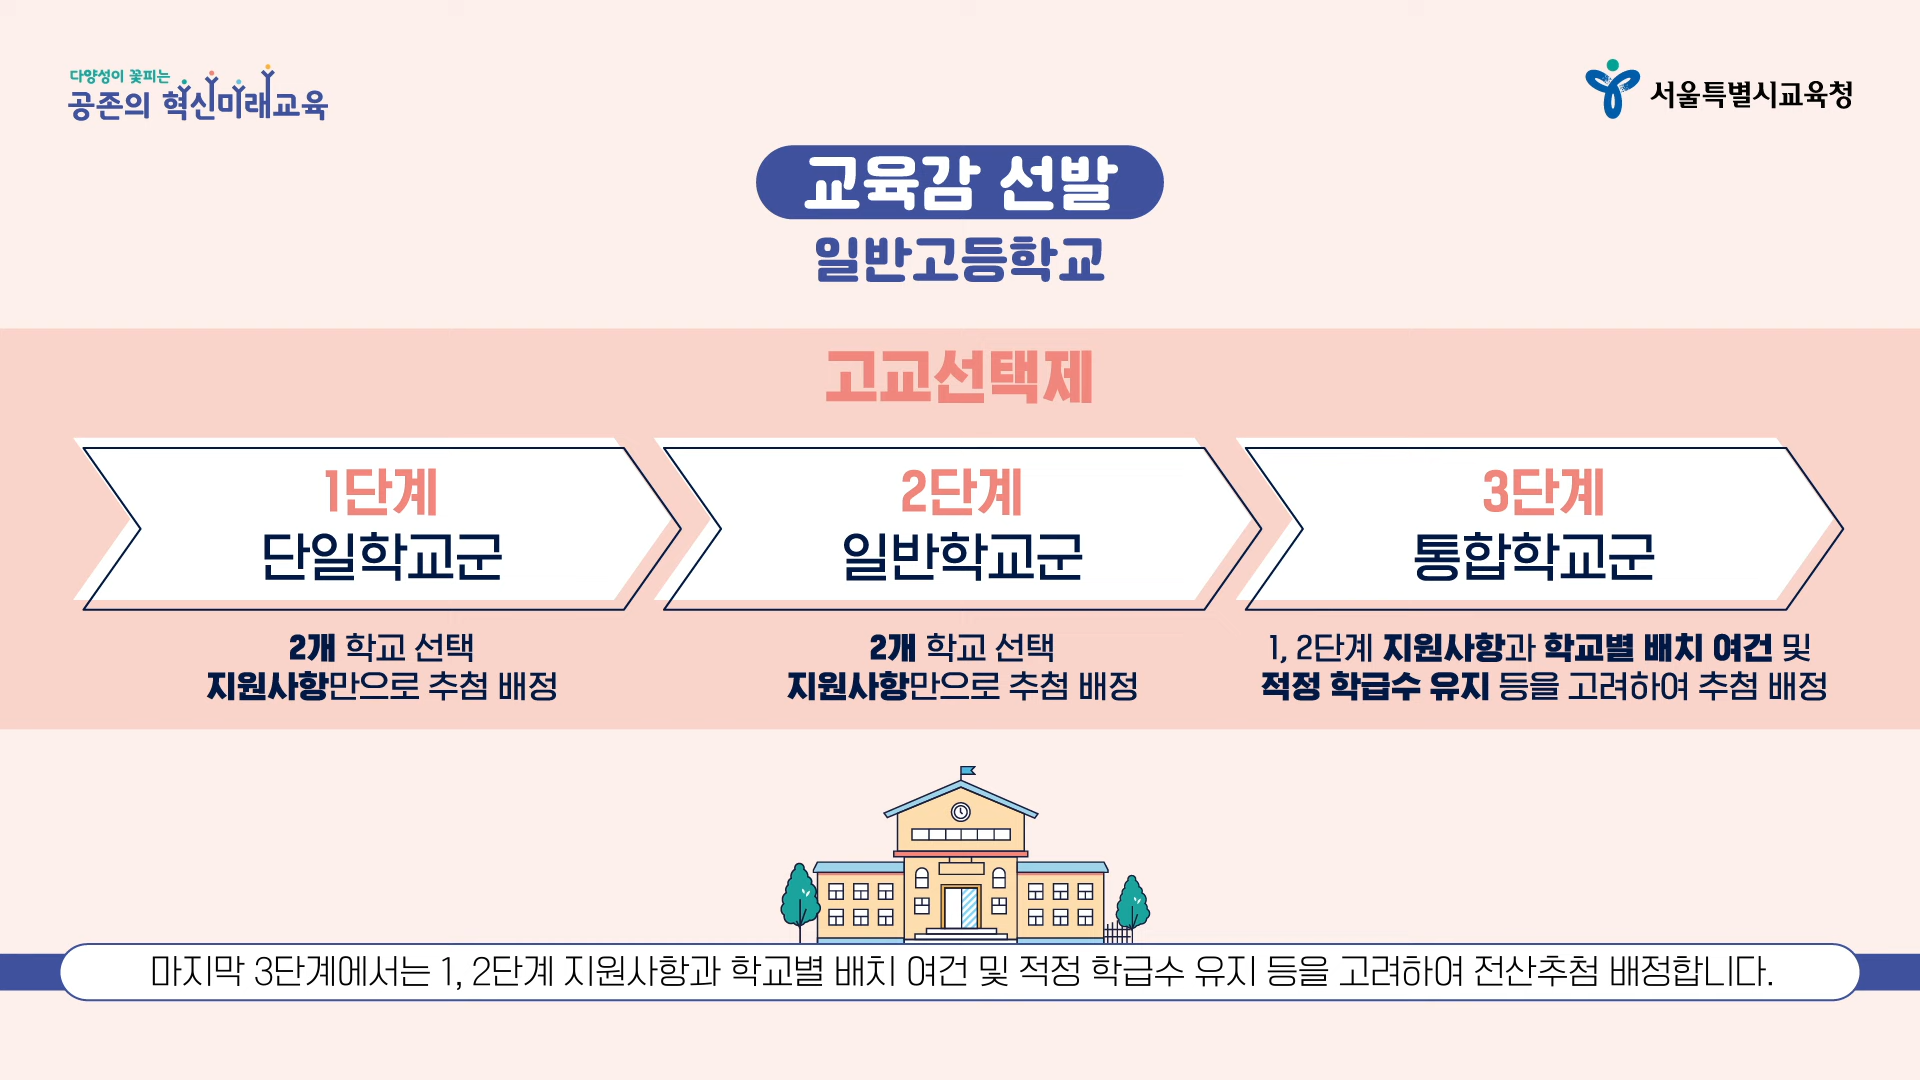 다양성이 꽃피는
공존의 혁신미래교육
서울특별시교육청
교육감 선발
일반고등학교
고교선택제
1단계
단일학교군
2개 학교 선택
지원사항만으로 추첨 배정
2단계
일반학교군
2개 학교 선택
지원사항만으로 추첨 배정
3단계
통합학교군
1, 2단계 지원사항과 학교별 배치 여건 및
적정 학급수 유지 등을 고려하여 추첨 배정
마지막 3단계에서는 1, 2단계 지원사항과 학교별 배치 여건 및 적정 학급수 유지 등을 고려하여 전산추첨 배정합니다.